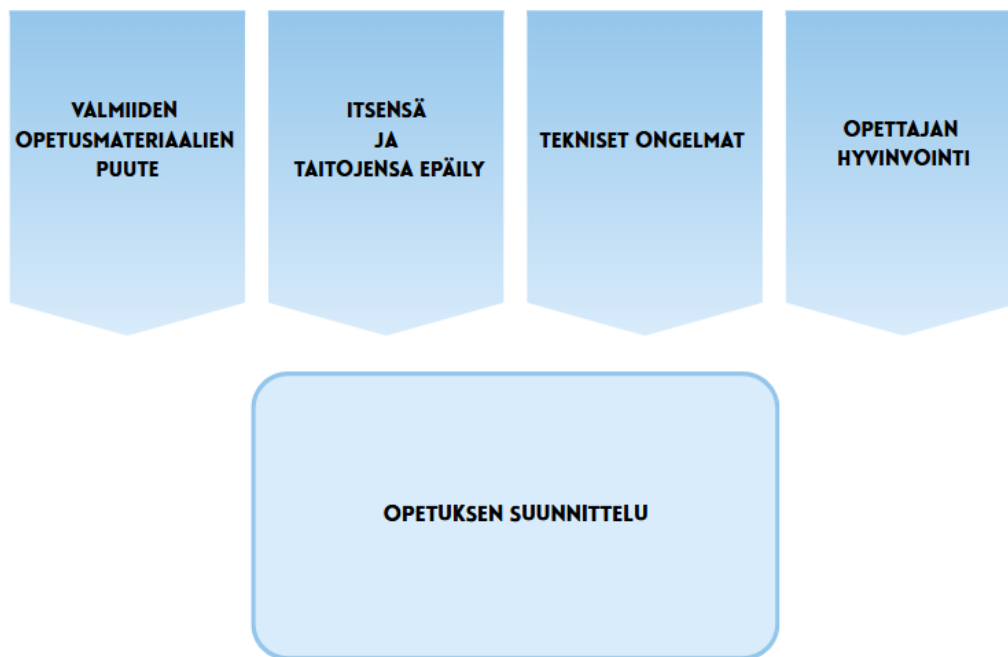 VALMIIDEN
OPETUSMATERIAALIEN
PUUTE
ITSENSÄ
JA
TAITOJENSA EPÄILY
TEKNISET ONGELMAT
OPETTAJAN
HYVINVOINTI
OPETUKSEN SUUNNITTELU